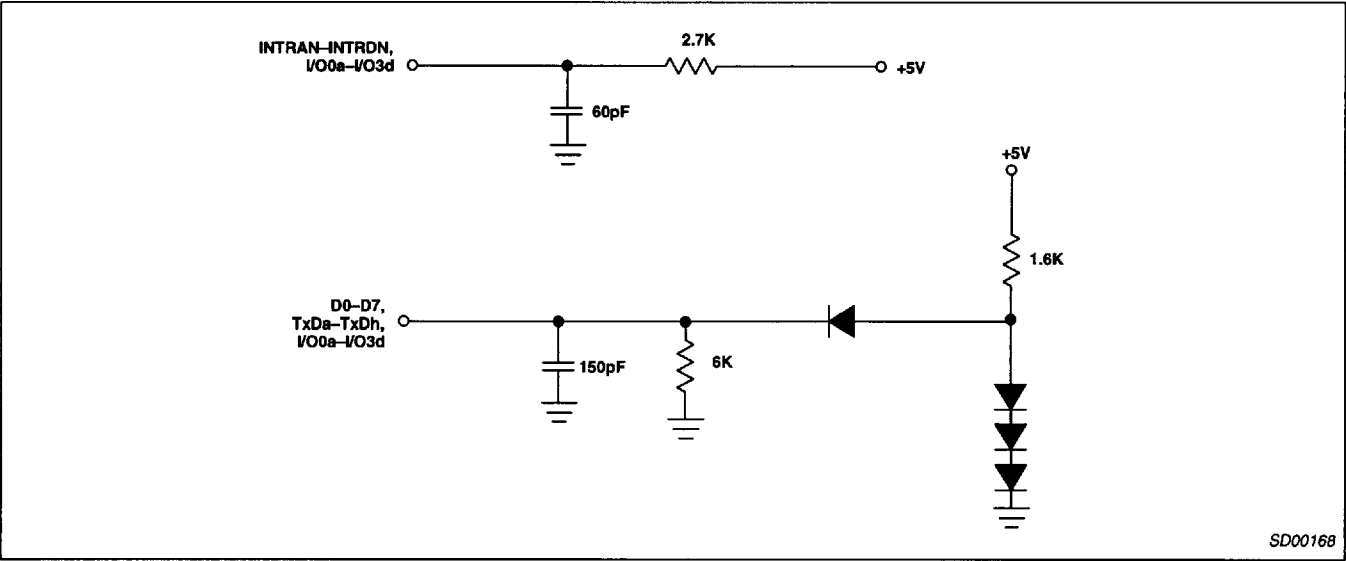 INTRAN–INTRDN,
I/O0a–I/O3d
2.7K
+5V
60pF
+5V
1.6K
D0–D7,
TxDa–TxDh,
I/O0a–I/O3d
150pF
6K
SD00168